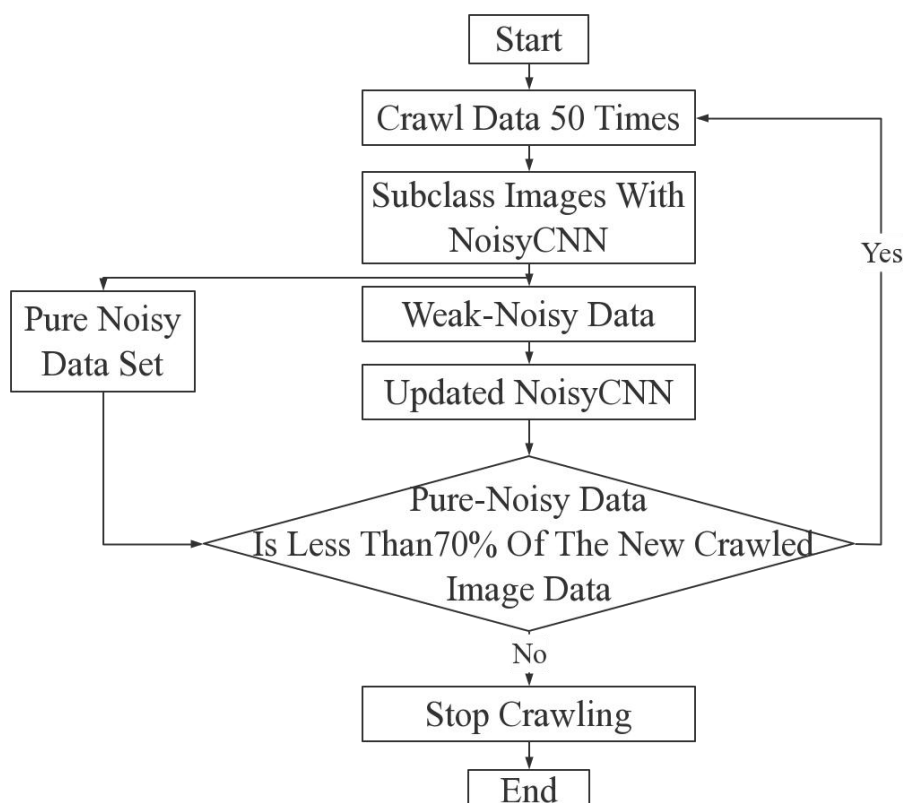 Start
Crawl Data 50 Times
Subclass Images With
NoisyCNN
Yes
Pure Noisy
Data Set
Weak-Noisy Data
Updated NoisyCNN
Pure-Noisy Data
Is Less Than70% Of The New Crawled
Image Data
No
Stop Crawling
End